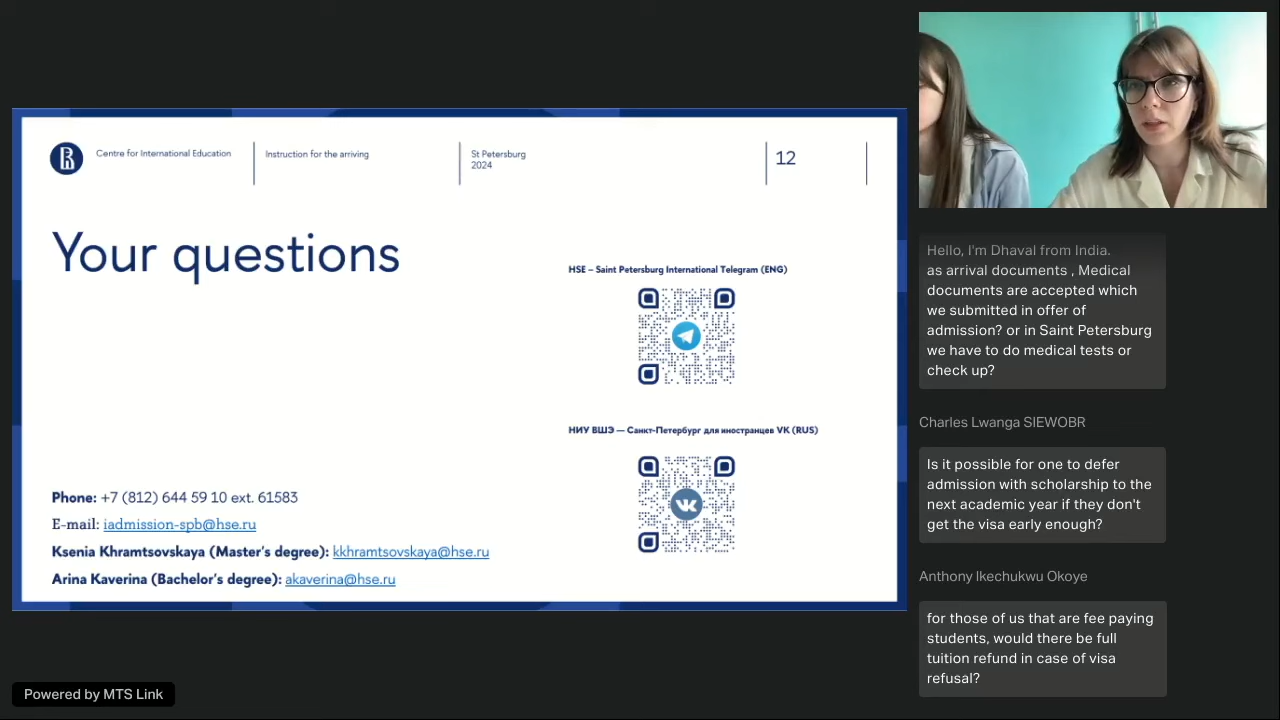 Centre for International Education
Instruction for the arriving
St Petersburg
2024
12
Your questions
HSE – Saint Petersburg International Telegram (ENG)
НИУ ВШЭ — Санкт-Петербург для иностранцев VK (RUS)
Phone: +7 (812) 644 59 10 ext. 61583
E-mail: iadmission-spb@hse.ru
Ksenia Khramtsovskaya (Master's degree): kkhramtsovskaya@hse.ru
Arina Kaverina (Bachelor's degree): akaverina@hse.ru
Hello, I'm Dhaval from India.
as arrival documents , Medical
documents are accepted which
we submitted in offer of
admission? or in Saint Petersburg
we have to do medical tests or
check up?
Charles Lwanga SIEWOBR
Is it possible for one to defer
admission with scholarship to the
next academic year if they don't
get the visa early enough?
Anthony Ikechukwu Okoye
for those of us that are fee paying
students, would there be full
tuition refund in case of visa
refusal?
Powered by MTS Link